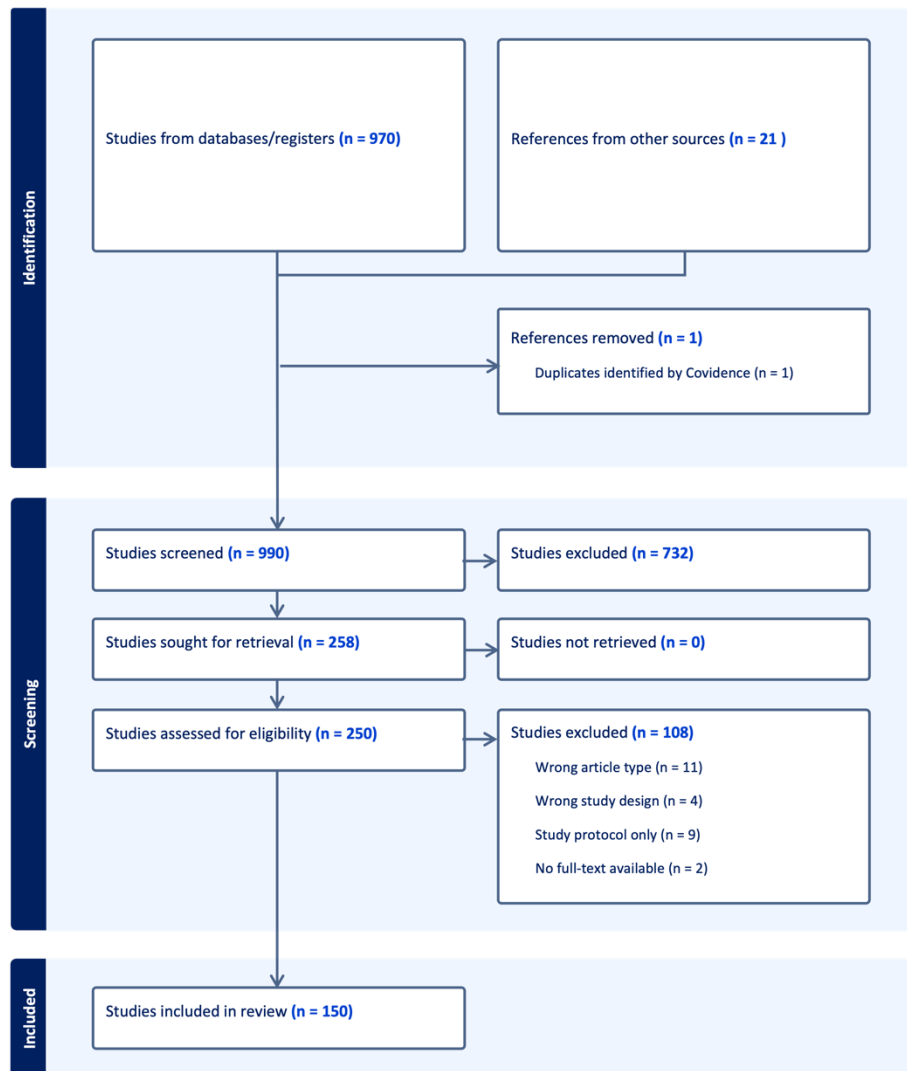 Identification
Studies from databases/registers (n = 970)
References from other sources (n = 21 )
References removed (n = 1)
Duplicates identified by Covidence (n = 1)
Screening
Studies screened (n = 990)
Studies excluded (n = 732)
Studies sought for retrieval (n = 258)
Studies not retrieved (n = 0)
Studies assessed for eligibility (n = 250)
Studies excluded (n = 108)
Wrong article type (n = 11)
Wrong study design (n = 4)
Study protocol only (n = 9)
No full-text available (n = 2)
Included
Studies included in review (n = 150)